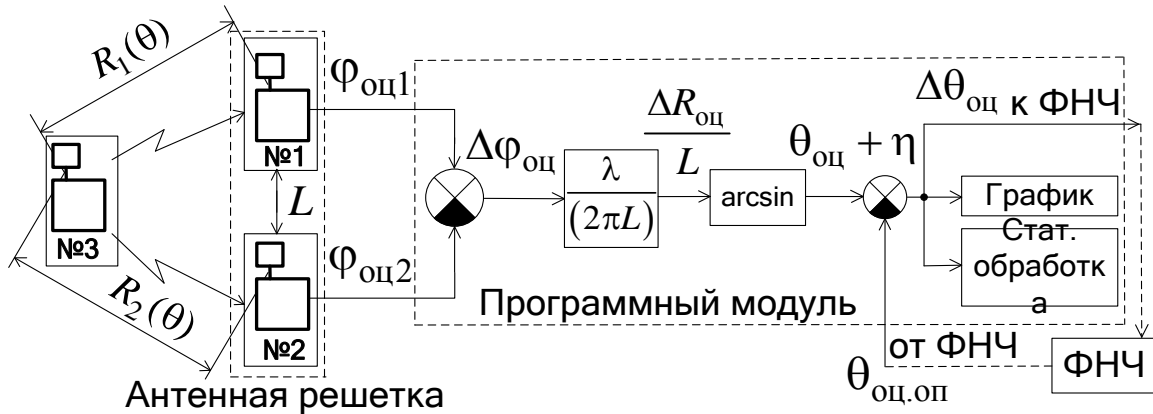 R₁(θ)
№1
№3
R₂(θ)
L
№2
Антенная решетка
φоц1
φоц2
Δφоц
λ
(2πL)
ΔRоц
L
arcsin
θоц + η
Δθоц
к ФНЧ
График
Стат.
обработк
а
Программный модуль
от ФНЧ
θоц.оп
ФНЧ